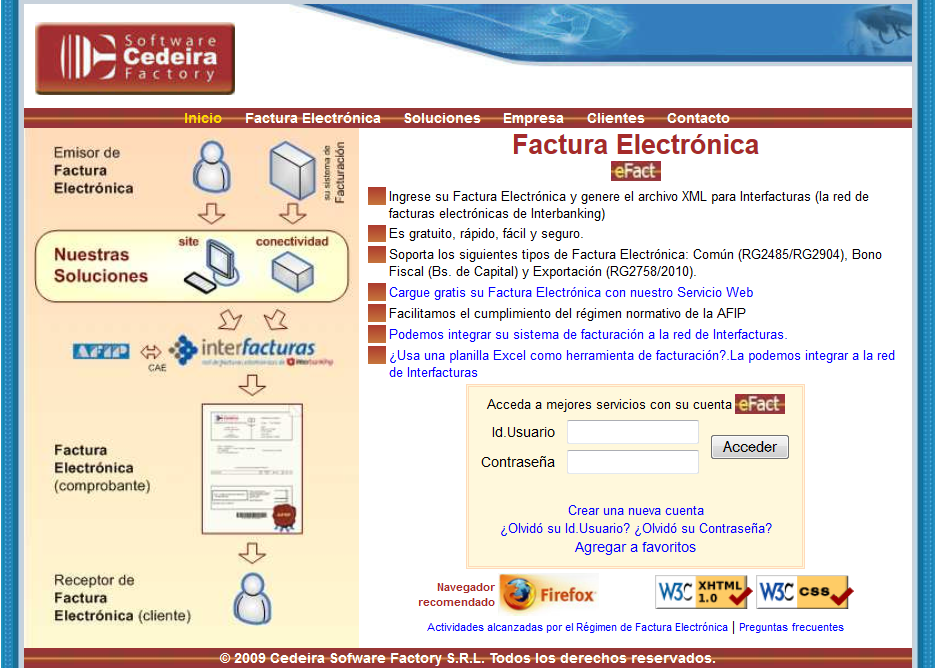 Software
Cedeira
Factory
Inicio Factura Electrónica Soluciones Empresa Clientes Contacto
Emisor de
Factura
Electrónica
su sistema de
Facturación
Nuestras
Soluciones
site
conectividad
AFIP
CAE
interfacturas
red de facturas electrónicas de interbanking
Factura
Electrónica
(comprobante)
AFIP
Receptor de
Factura
Electrónica (cliente)
Factura Electrónica
eFact
Ingrese su Factura Electrónica y genere el archivo XML para Interfacturas (la red de
facturas electrónicas de Interbanking)
Es gratuito, rápido, fácil y seguro.
Soporta los siguientes tipos de Factura Electrónica: Común (RG2485/RG2904), Bono
Fiscal (Bs. de Capital) y Exportación (RG2758/2010).
Cargue gratis su Factura Electrónica con nuestro Servicio Web
Facilitamos el cumplimiento del régimen normativo de la AFIP
Podemos integrar su sistema de facturación a la red de Interfacturas.
¿Usa una planilla Excel como herramienta de facturación?.La podemos integrar a la red
de Interfacturas
Acceda a mejores servicios con su cuenta eFact
Id.Usuario
Contraseña
Acceder
Crear una nueva cuenta
¿Olvidó su Id.Usuario? ¿Olvidó su Contraseña?
Agregar a favoritos
Navegador
recomendado
Firefox
W3C XHTML 1.0
W3C css
Actividades alcanzadas por el Régimen de Factura Electrónica | Preguntas frecuentes
© 2009 Cedeira Sofware Factory S.R.L. Todos los derechos reservados.